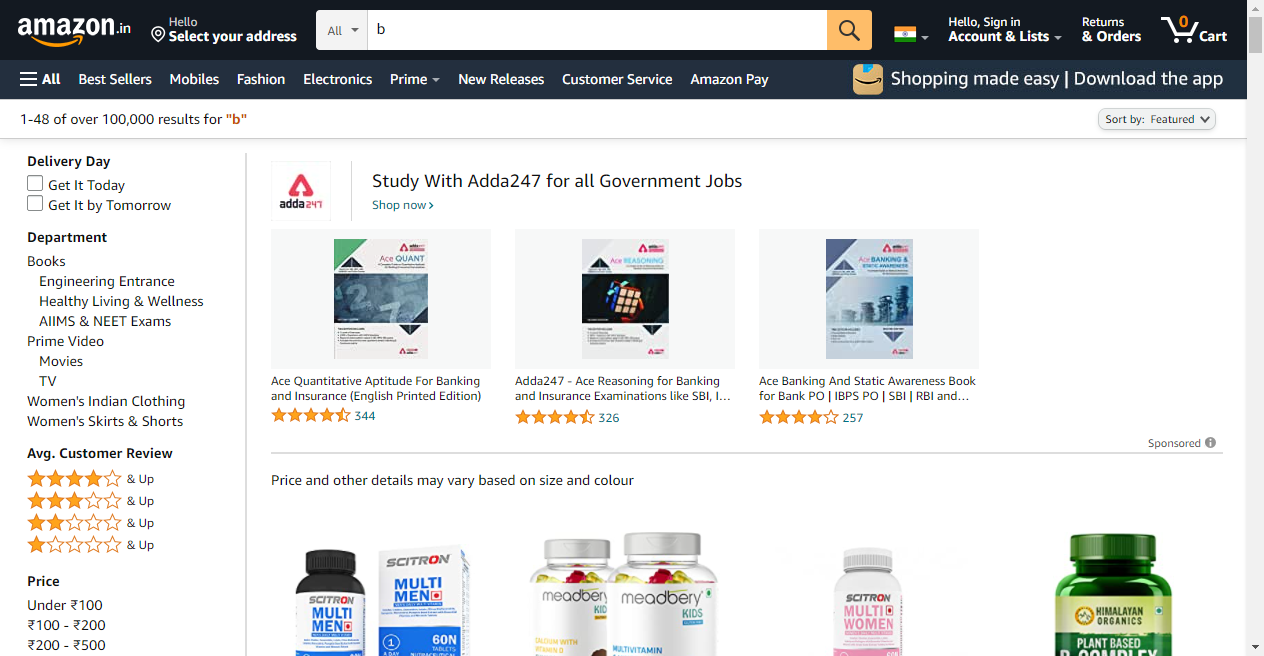 amazon.in
Hello
Select your address
All
b
Hello, Sign in
Account & Lists
Returns
& Orders
0
Cart
All
Best Sellers
Mobiles
Fashion
Electronics
Prime
New Releases
Customer Service
Amazon Pay
Shopping made easy | Download the app
1-48 of over 100,000 results for "b"
Sort by: Featured
Delivery Day
Get It Today
Get It by Tomorrow
Department
Books
Engineering Entrance
Healthy Living & Wellness
AIIMS & NEET Exams
Prime Video
Movies
TV
Women's Indian Clothing
Women's Skirts & Shorts
Avg. Customer Review
& Up
& Up
& Up
& Up
Price
Under ₹100
₹100 - ₹200
₹200 - ₹500
adda247
Study With Adda247 for all Government Jobs
Shop now ›
Ace QUANT
Ace REASONING
Ace BANKING &
STATIC AWARENESS
Ace Quantitative Aptitude For Banking
and Insurance (English Printed Edition)
344
Adda247 - Ace Reasoning for Banking
and Insurance Examinations like SBI, I...
326
Ace Banking And Static Awareness Book
for Bank PO | IBPS PO | SBI | RBI and...
257
Sponsored
Price and other details may vary based on size and colour
SCITRON
MULTI
MEN
SCITRON
MULTI
MEN
1
A DAY
60N
TABLETS
meadbery
KIDS
CALCIUM WITH
VITAMIN D
meadbery
KIDS
MULTIVITAMIN
SCITRON
MULTI
WOMEN
HIMALAYAN
ORGANICS
PLANT BASED
B-COMPLEX